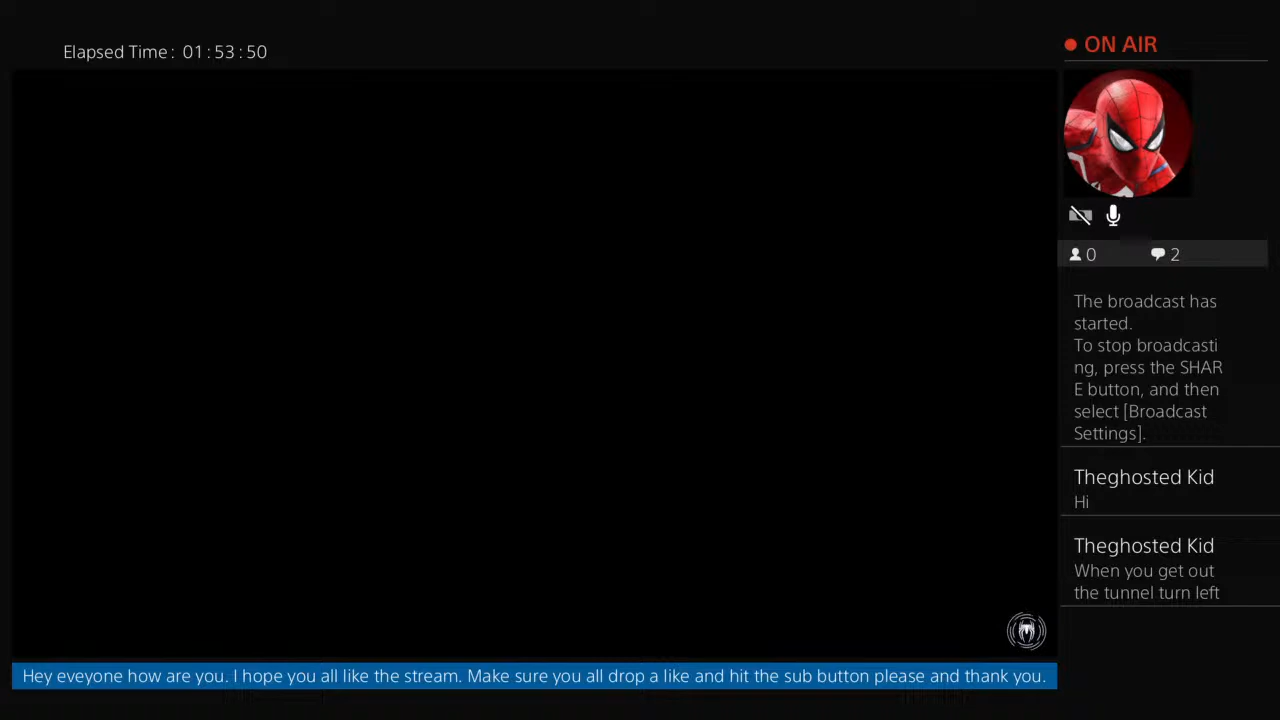 Elapsed Time: 01:53:50
ON AIR
0 2
The broadcast has
started.
To stop broadcasti
ng, press the SHAR
E button, and then
select [Broadcast
Settings].
Theghosted Kid
Hi
Theghosted Kid
When you get out
the tunnel turn left
Hey eveyone how are you. I hope you all like the stream. Make sure you all drop a like and hit the sub button please and thank you.